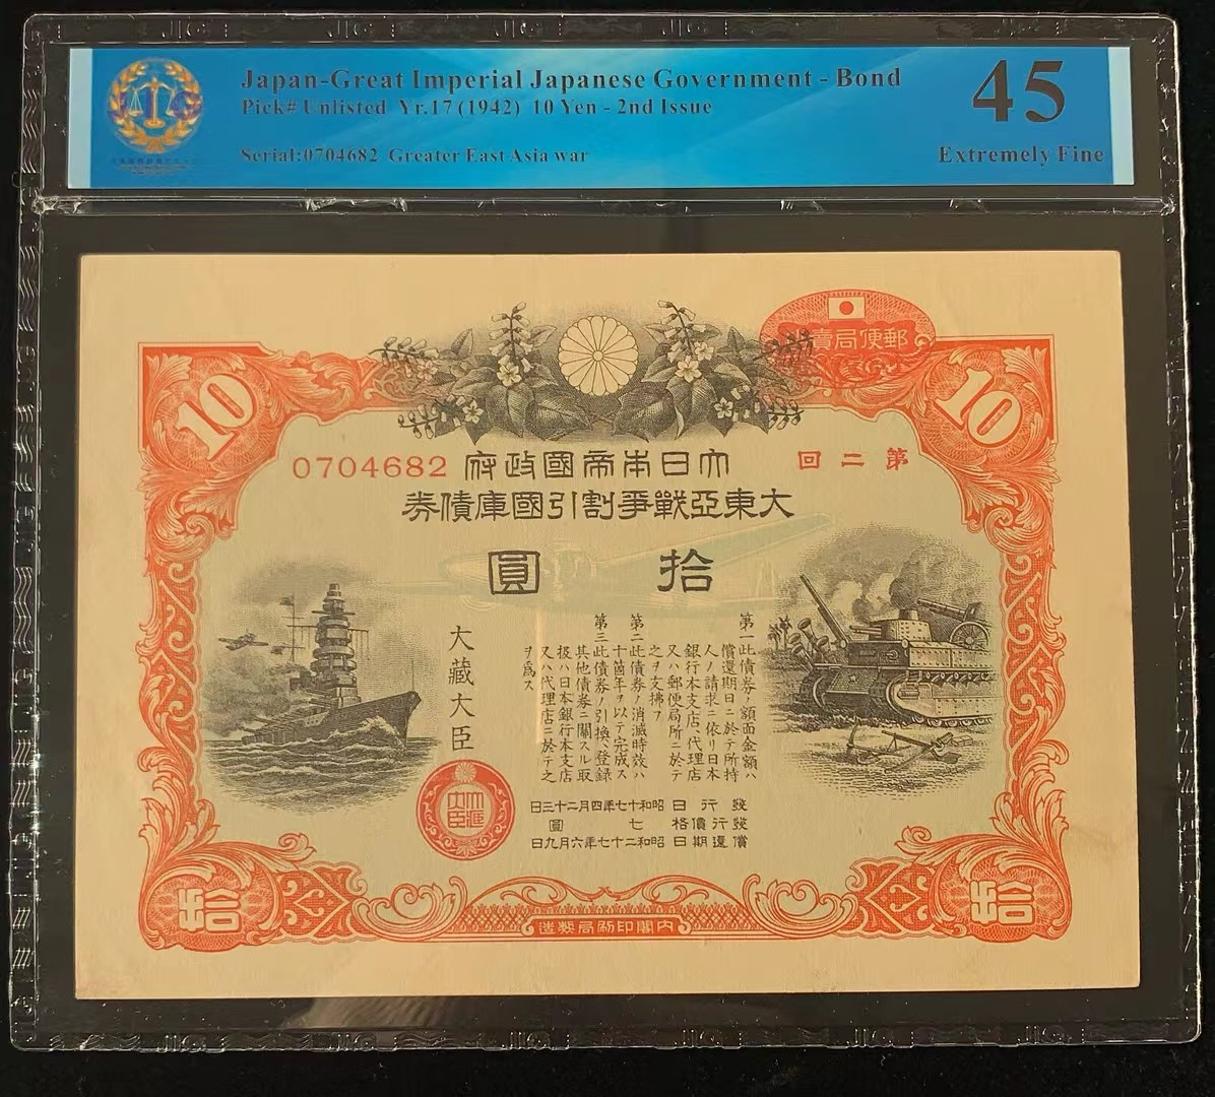 Japan-Great Imperial Japanese Government - Bond
Pick# Unlisted Yr.17(1942) 10 Yen - 2nd Issue
Serial:0704682 Greater East Asia war
45
Extremely Fine
郵便局賣
10
10
0704682
大日本帝國政府
第二回
大東亞戰爭割引國庫債券
拾圓
第一此債券ノ額面金額ハ
償還期日ニ於テ所持
人ノ請求ニ依リ日本
銀行本支店、代理店
又ハ郵便局所ニ於テ
之ヲ支拂フ
第二此債券ノ消滅時效ハ
十箇年ヲ以テ完成ス
第三此債券ノ引換、登録
其他債券ニ關スル取
扱ハ日本銀行本支店
又ハ代理店ニ於テ之
ヲ爲ス
大藏大臣
大藏大臣
發行日 昭和十七年四月二十三日
發行價格 七圓
償還期日 昭和二十七年六月九日
拾
拾
内閣印刷局製造